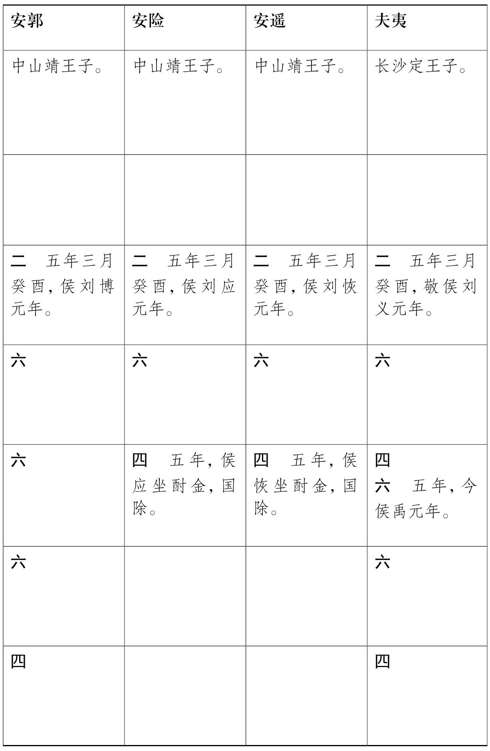 安郭 安险 安遥 夫夷
中山靖王子。 中山靖王子。 中山靖王子。 长沙定王子。
二 五年三月 二 五年三月 二 五年三月 二 五年三月
癸酉，侯刘博 癸酉，侯刘应 癸酉，侯刘恢 癸酉，敬侯刘
元年。 元年。 元年。 义元年。
六 六 六 六
六 四 五年，侯 四 五年，侯 四
应坐酎金，国 恢坐酎金，国 六 五年，今
除。 除。 侯禹元年。
六 六
四 四